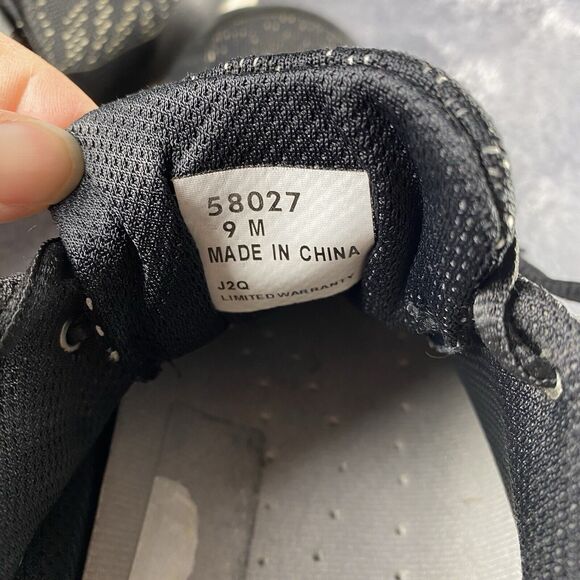 58027
9 M
MADE IN CHINA
J2Q
LIMITED WARRANTY